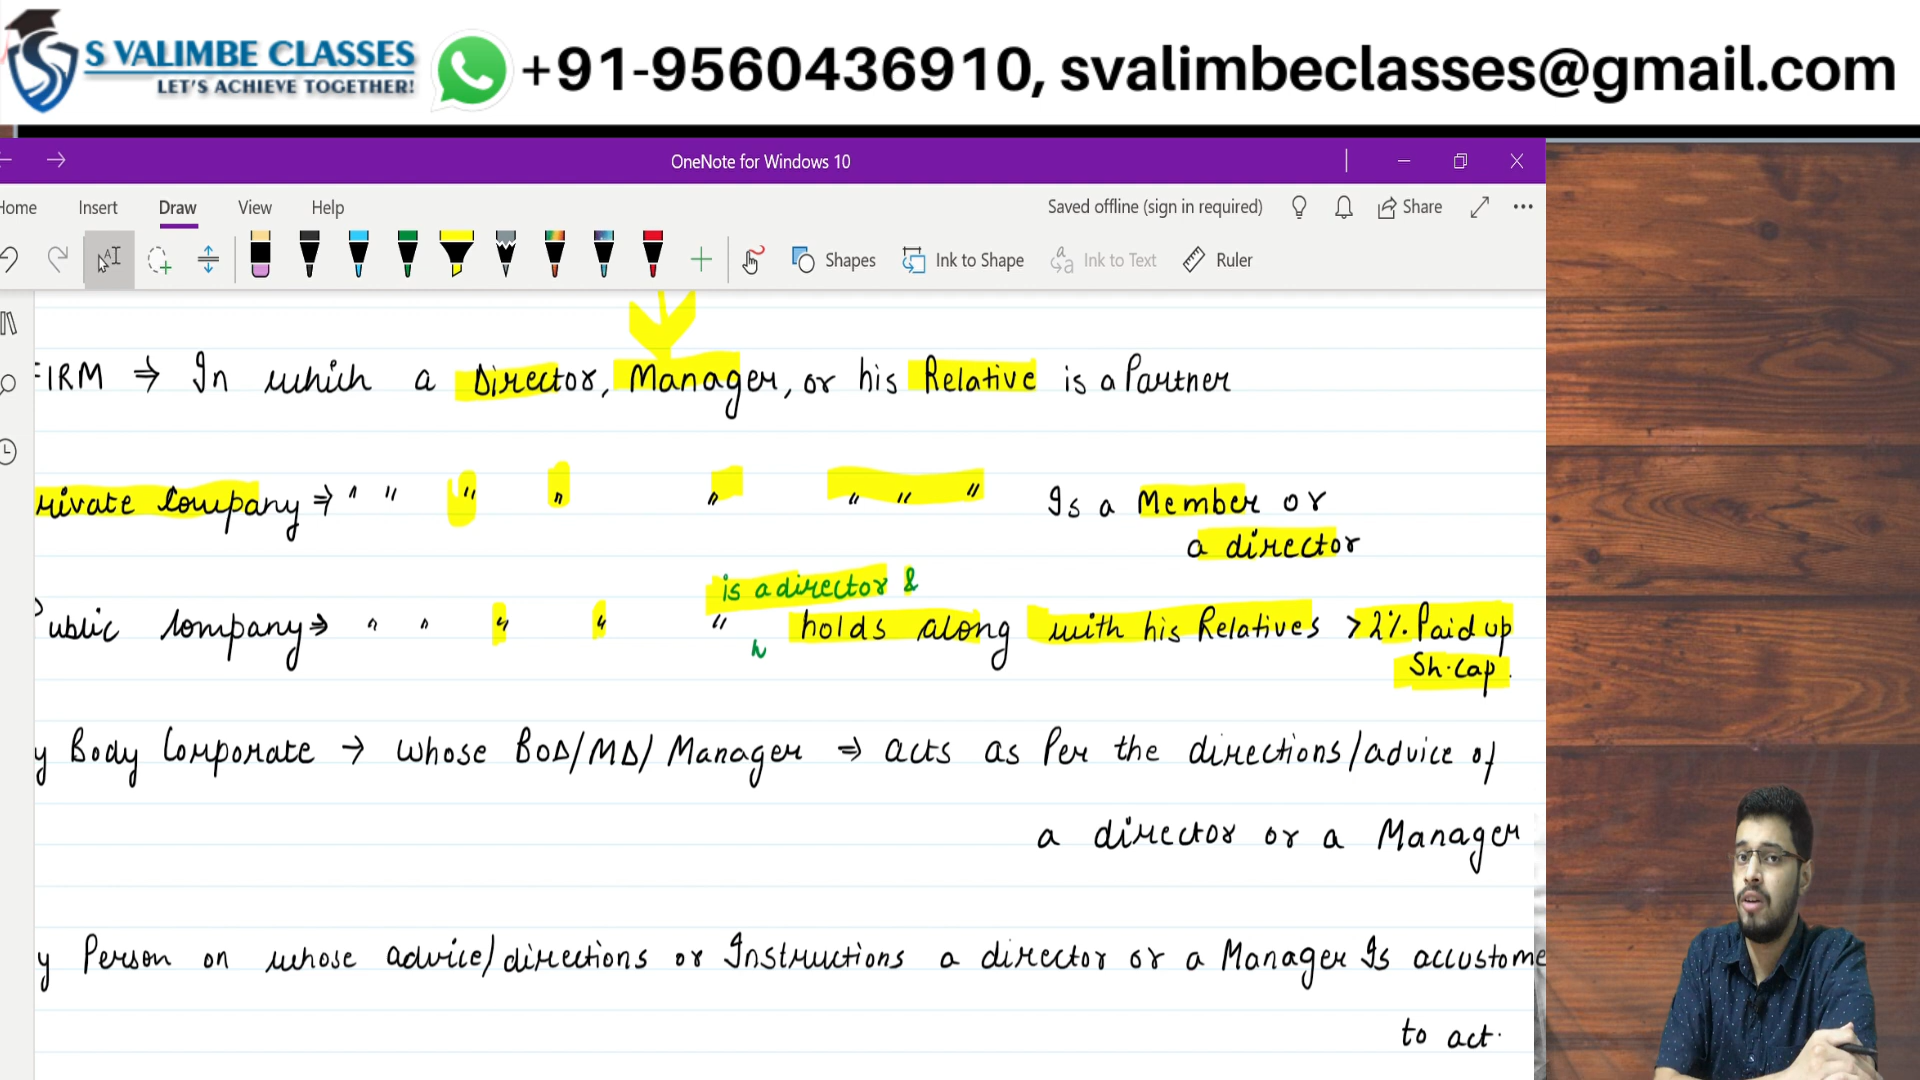 S VALIMBE CLASSES
LET'S ACHIEVE TOGETHER!
+91-9560436910, svalimbeclasses@gmail.com
OneNote for Windows 10
Home Insert Draw View Help
Saved offline (sign in required) Share
Shapes Ink to Shape Ink to Text Ruler
FIRM ⇒ In which a Director, Manager, or his Relative is a Partner
rivate Company ⇒ " " " " " " " " Is a Member or
a director
is a director &
Public Company ⇒ " " " " " holds along with his Relatives > 2% Paid up
Sh. Cap.
y Body Corporate → whose BOD/MD/Manager ⇒ acts as Per the directions/advice of
a director or a Manager
y Person on whose advice/directions or Instructions a director or a Manager Is accustome
to act.